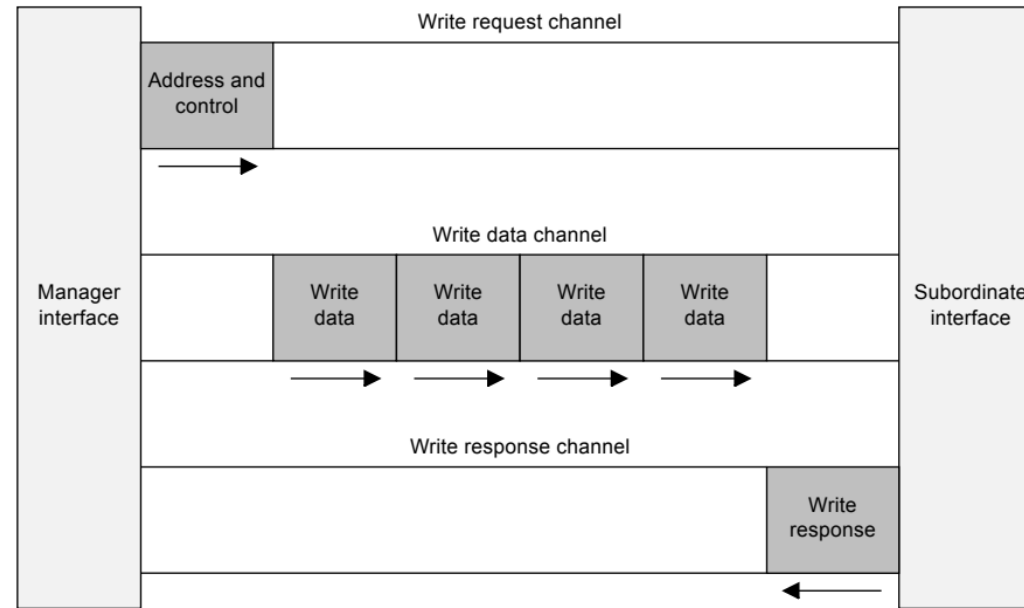 Write request channel
Address and
control
Write data channel
Manager
interface
Write
data
Write
data
Write
data
Write
data
Subordinate
interface
Write response channel
Write
response